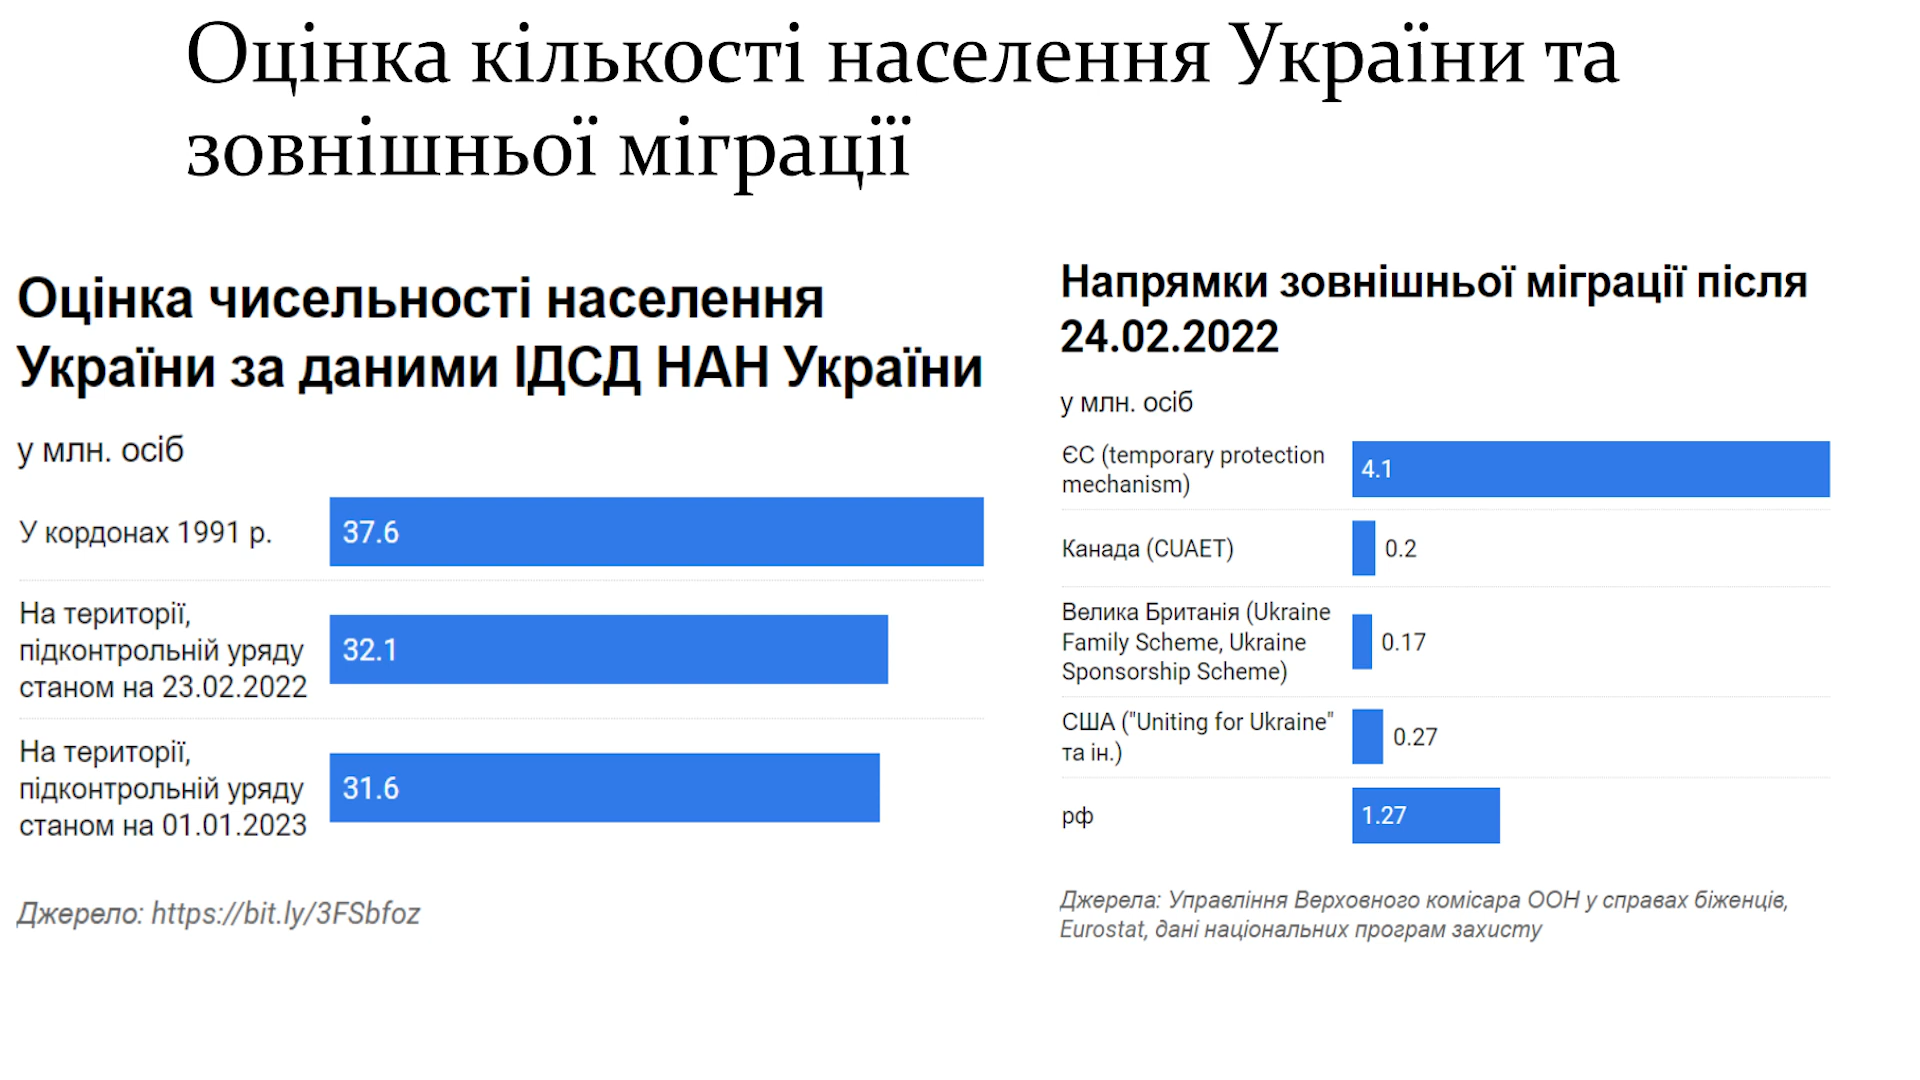 Оцінка кількості населення України та
зовнішньої міграції
Оцінка чисельності населення
України за даними ІДСД НАН України
у млн. осіб
У кордонах 1991 р.
37.6
На території,
підконтрольній уряду
станом на 23.02.2022
32.1
На території,
підконтрольній уряду
станом на 01.01.2023
31.6
Джерело: https://bit.ly/3FSbfoz
Напрямки зовнішньої міграції після
24.02.2022
у млн. осіб
ЄС (temporary protection
mechanism)
4.1
Канада (CUAET)
0.2
Велика Британія (Ukraine
Family Scheme, Ukraine
Sponsorship Scheme)
0.17
США ("Uniting for Ukraine"
та ін.)
0.27
рф
1.27
Джерела: Управління Верховного комісара ООН у справах біженців,
Eurostat, дані національних програм захисту